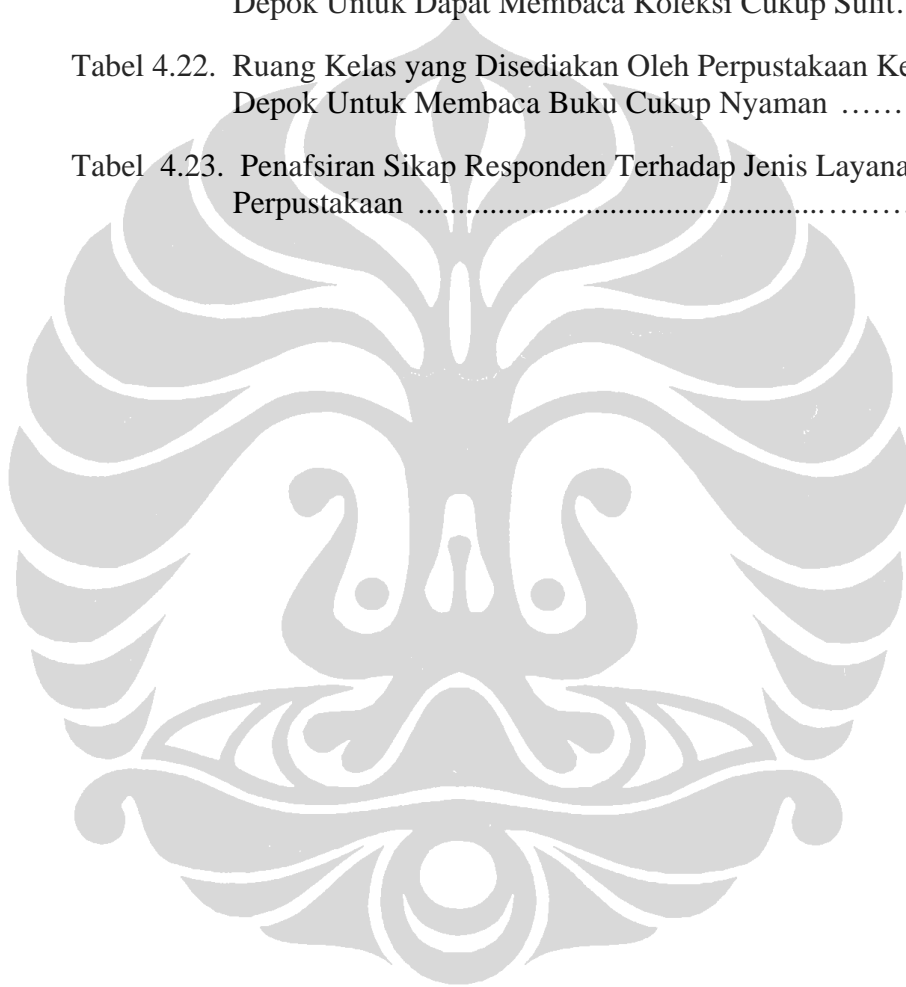 Depok Untuk Dapat Membaca Koleksi Cukup Sulit.
Tabel 4.22. Ruang Kelas yang Disediakan Oleh Perpustakaan
Depok Untuk Membaca Buku Cukup Nyaman ……
Tabel 4.23. Penafsiran Sikap Responden Terhadap Jenis
Perpustakaan ................................................………